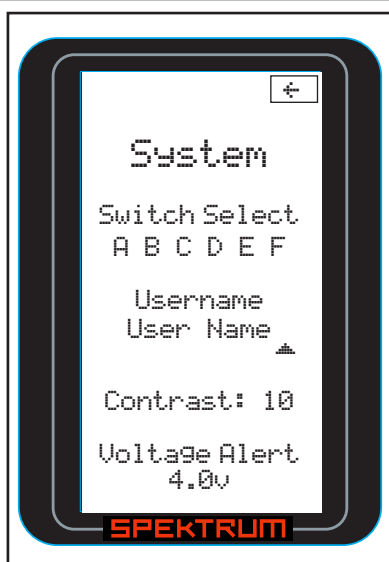 ←
System
Switch Select
A B C D E F
Username
User Name
Contrast: 10
Voltage Alert
4.0v
SPEKTRUM